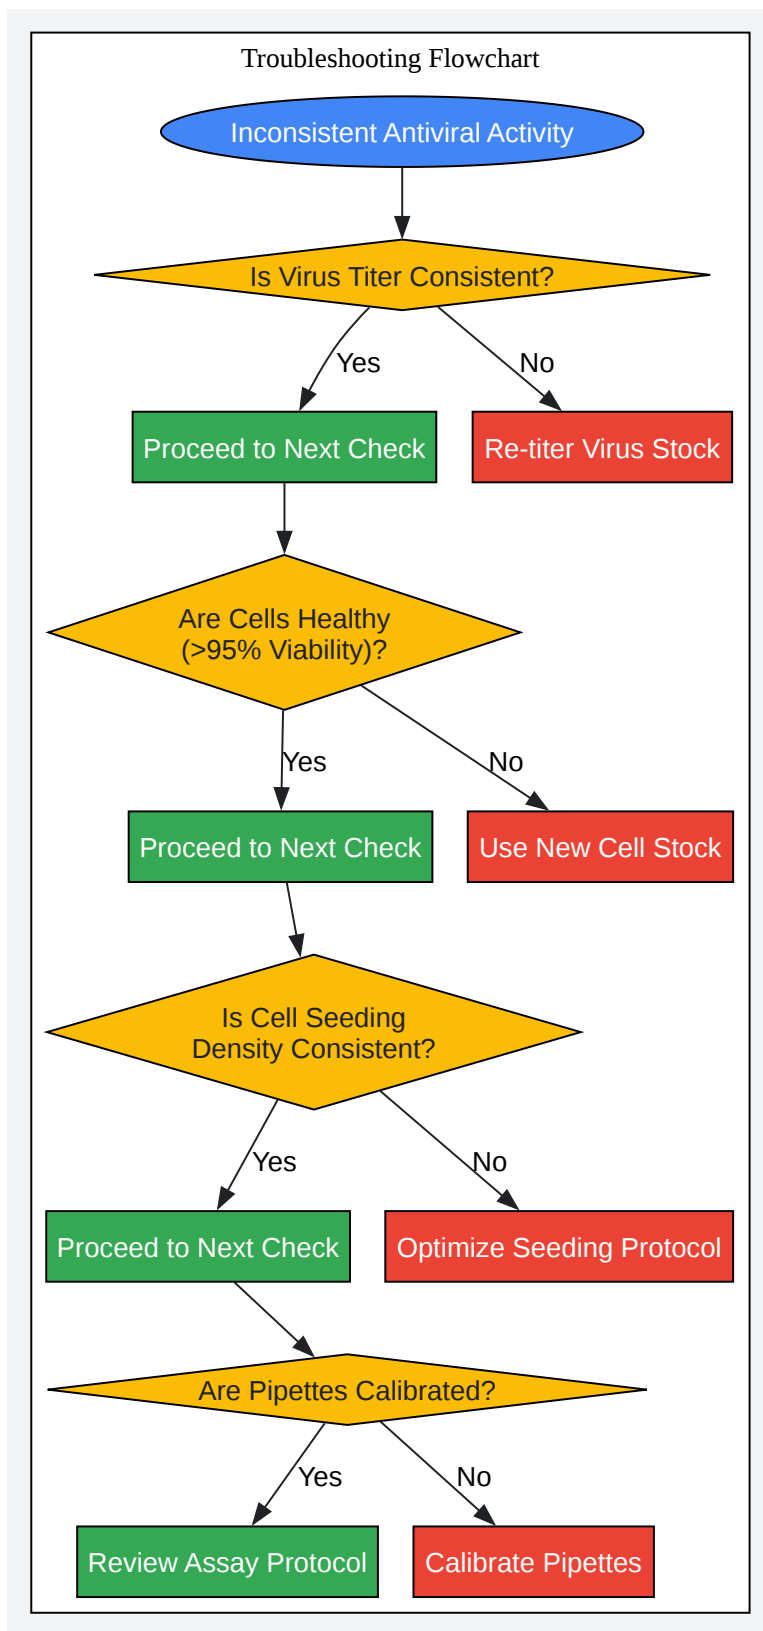 Troubleshooting Flowchart
Inconsistent Antiviral Activity
Is Virus Titer Consistent?
Yes
No
Proceed to Next Check
Re-titer Virus Stock
Are Cells Healthy
(>95% Viability)?
Yes
No
Proceed to Next Check
Use New Cell Stock
Is Cell Seeding
Density Consistent?
Yes
No
Proceed to Next Check
Optimize Seeding Protocol
Are Pipettes Calibrated?
Yes
No
Review Assay Protocol
Calibrate Pipettes